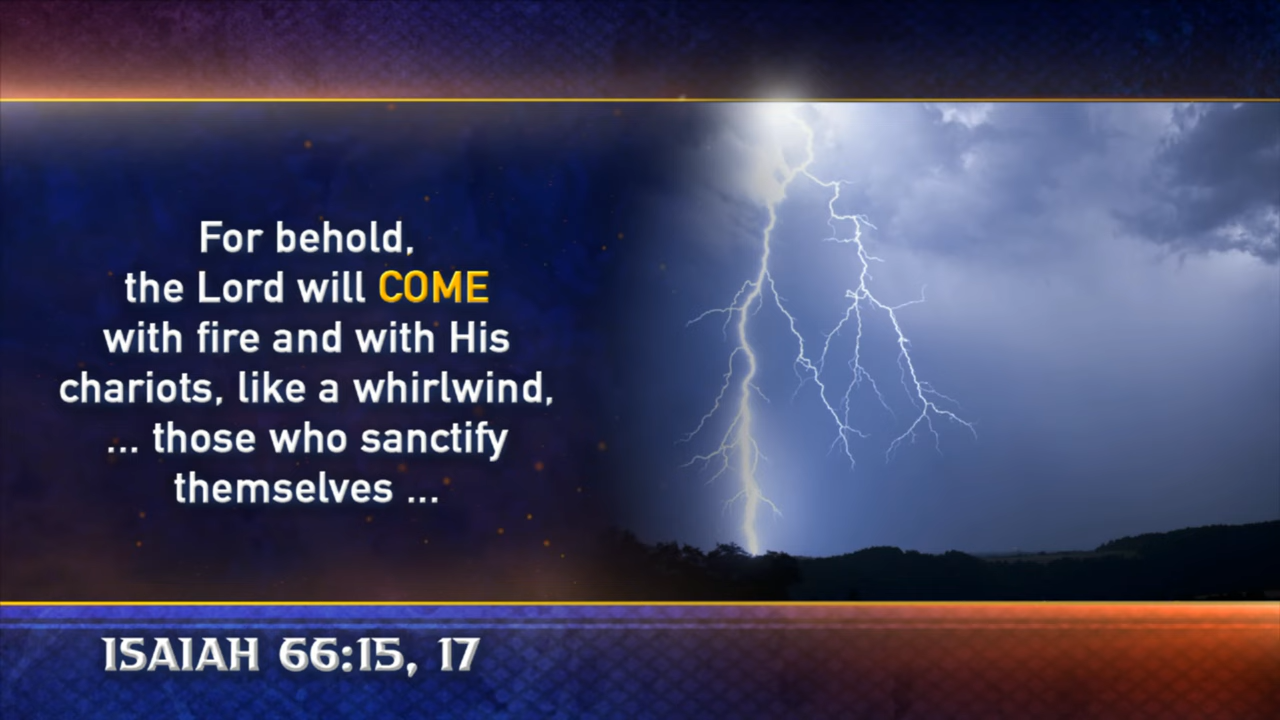 For behold,
the Lord will COME
with fire and with His
chariots, like a whirlwind,
... those who sanctify
themselves ...
ISAIAH 66:15, 17